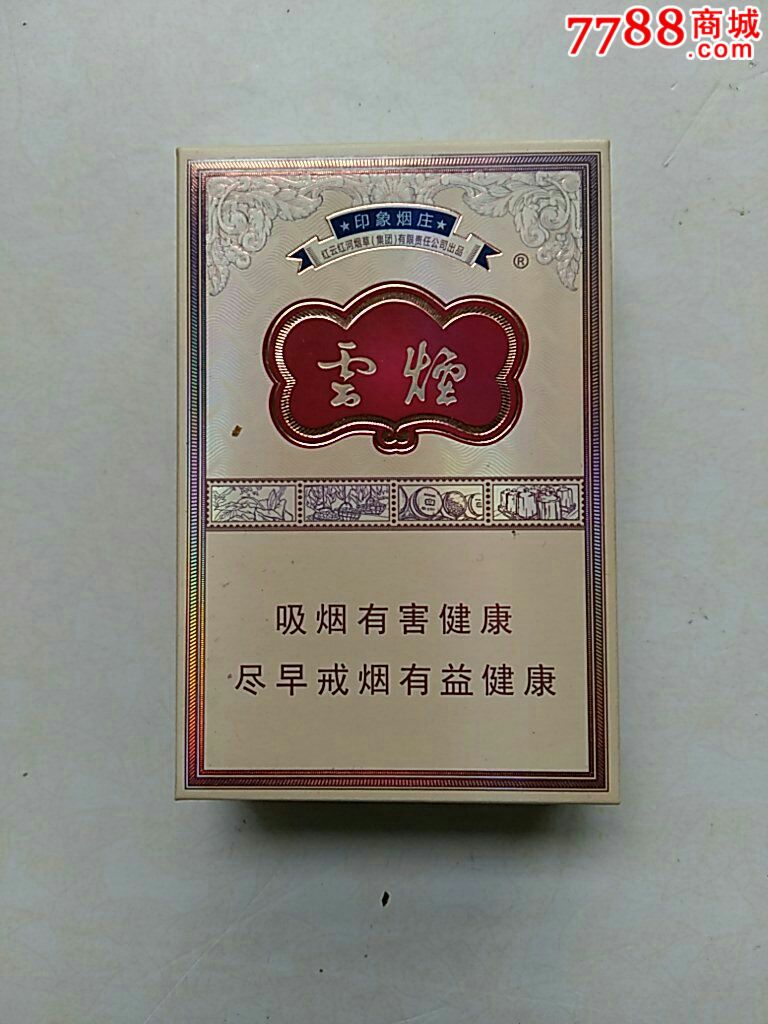 7788商城
.com
★印象烟庄★
红云红河烟草(集团)有限责任公司出品
®
雲煙
吸烟有害健康
尽早戒烟有益健康